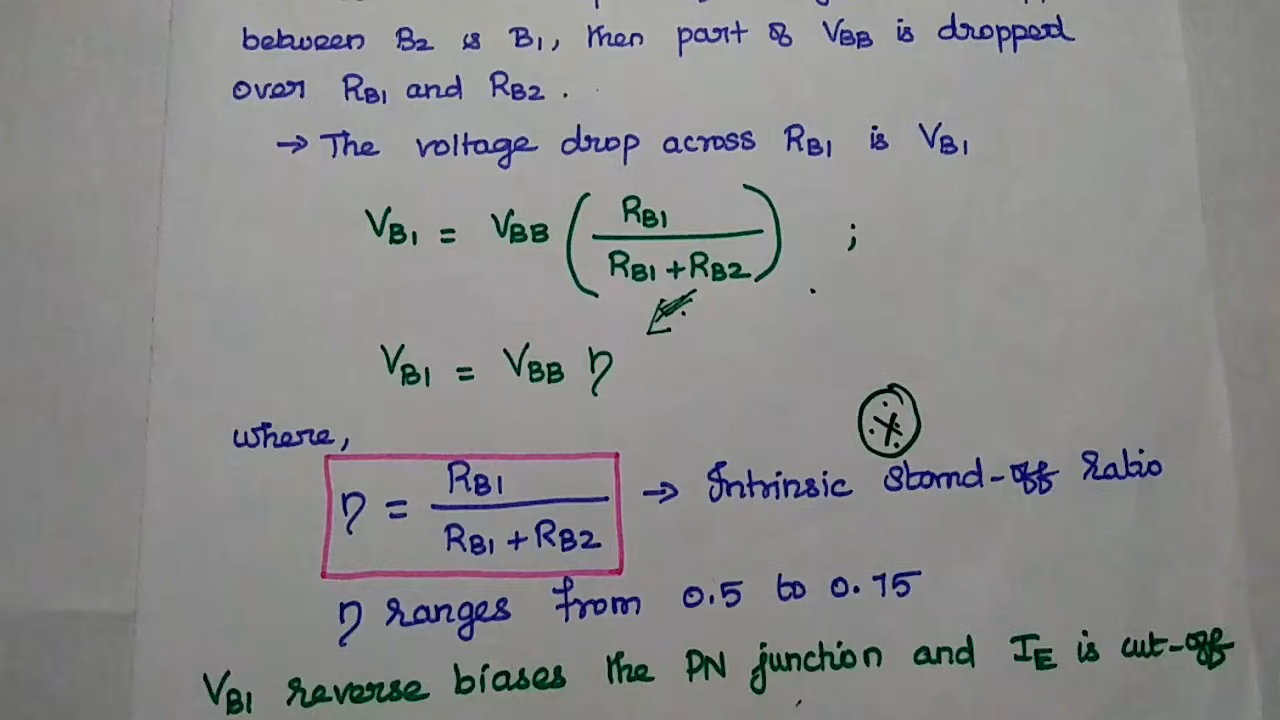 between B2 is B1, then part of VBB is dropped
over RB1 and RB2.
→ The voltage drop across RB1 is VB1
VB1 = VBB (RB1 / RB1+RB2) ;
VB1 = VBB η
where,
η = RB1 / RB1+RB2 → Intrinsic Stand-off ratio
η ranges from 0.5 to 0.75
VB1 reverse biases the PN junction and IE is cut-off